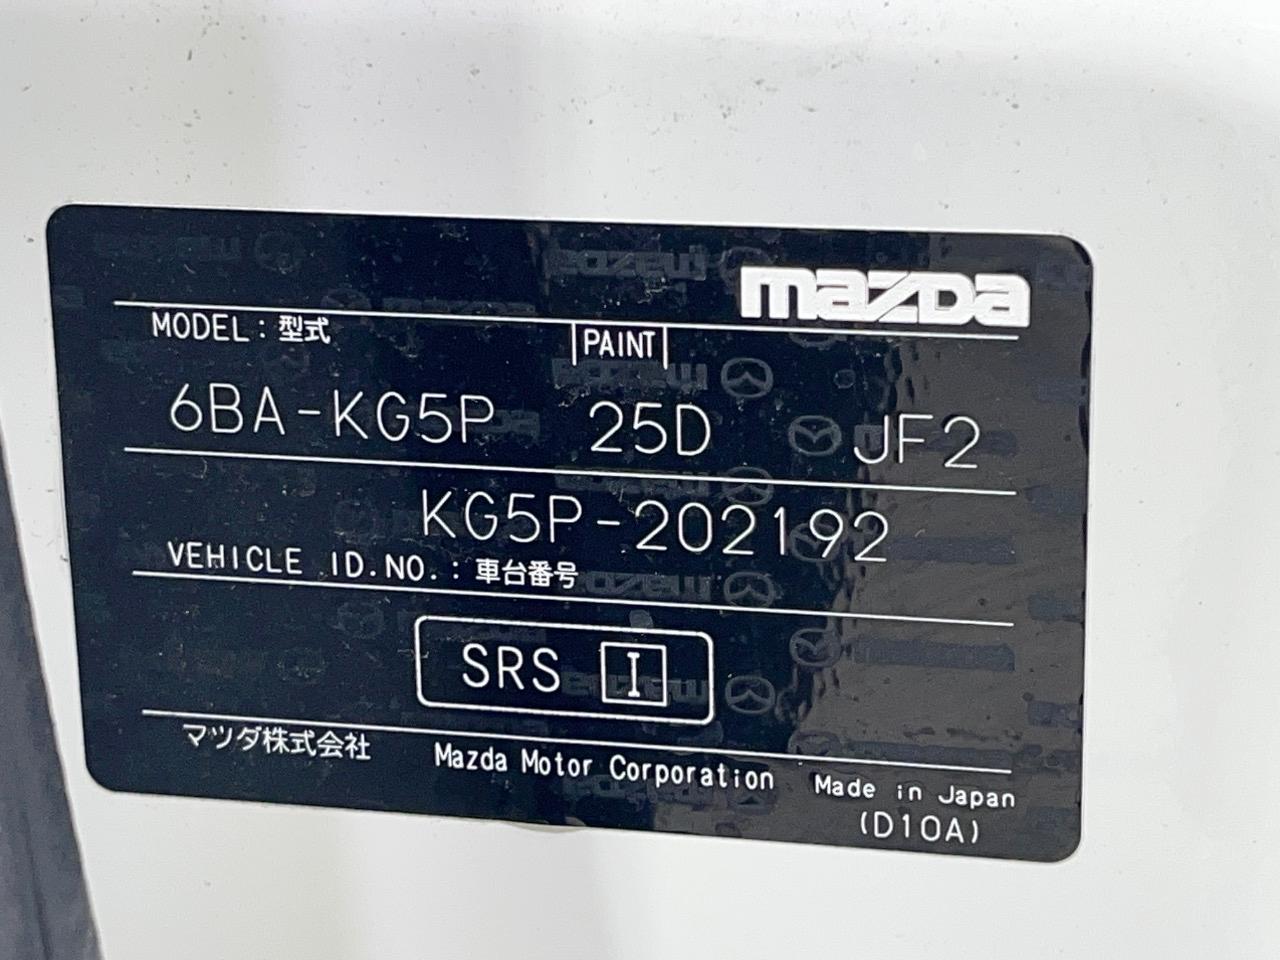 mazda
MODEL : 型式 PAINT
6BA-KG5P 25D JF2
KG5P-202192
VEHICLE ID.NO. : 車台番号
SRS I
マツダ株式会社 Mazda Motor Corporation Made in Japan
(D10A)